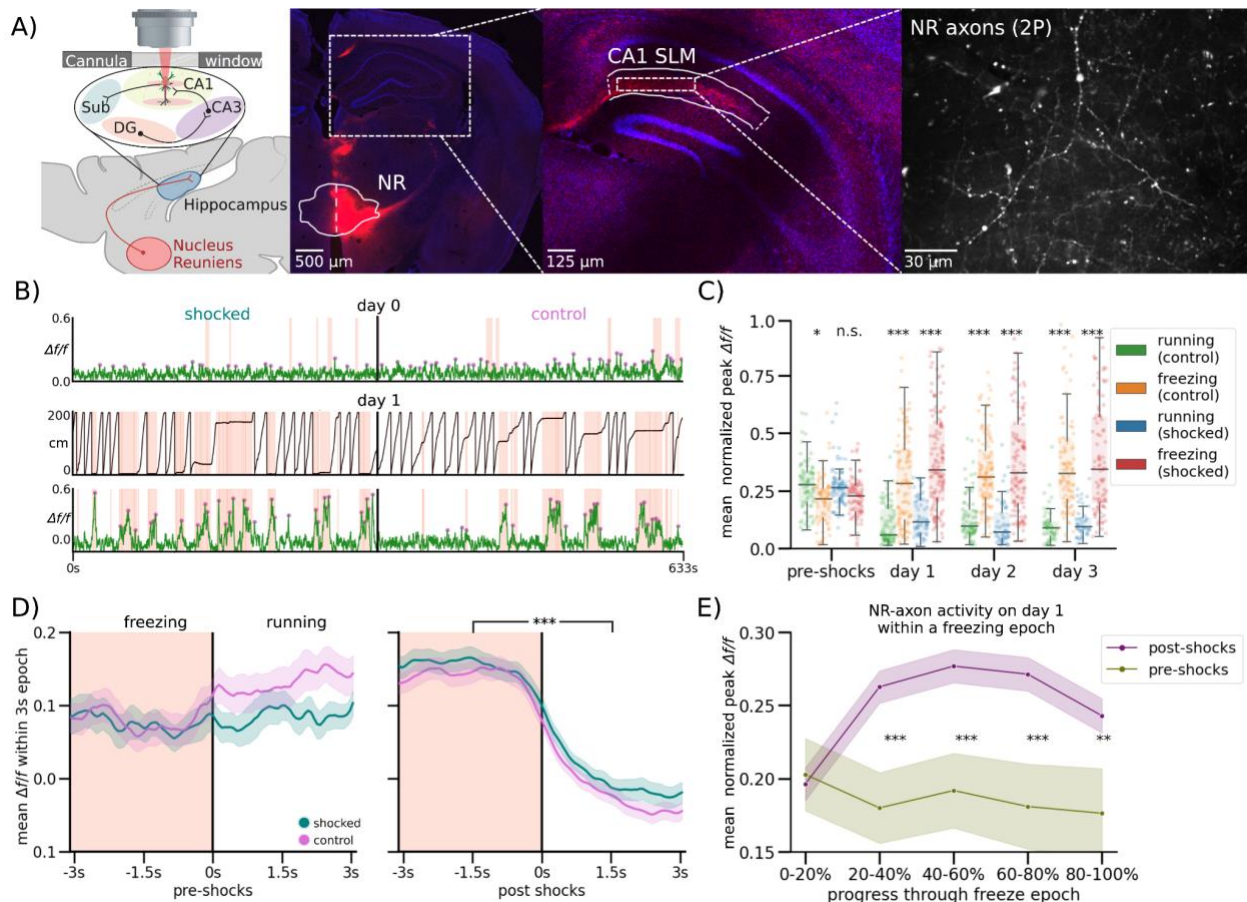 A)
Cannula
window
CA1
Sub
CA3
DG
Hippocampus
Nucleus
Reuniens
NR
500 μm
CA1 SLM
125 μm
NR axons (2P)
30 μm
B)
shocked
day 0
control
0.6
Δf/f
0.0
day 1
200
cm
0
0.6
Δf/f
0.0
0s
633s
C)
mean normalized peak Δf/f
1.0
0.75
0.5
0.25
0.0
* n.s. *** *** *** *** *** ***
pre-shocks
day 1
day 2
day 3
running
(control)
freezing
(control)
running
(shocked)
freezing
(shocked)
D)
freezing
running
mean Δf/f within 3s epoch
0.2
0.1
0.0
0.1
shocked
control
-3s
-1.5s
0s
1.5s
3s
pre-shocks
***
-3s
-1.5s
0s
1.5s
3s
post shocks
E)
NR-axon activity on day 1
within a freezing epoch
post-shocks
pre-shocks
mean normalized peak Δf/f
0.30
0.25
0.20
0.15
*** *** *** **
0-20%
20-40%
40-60%
60-80%
80-100%
progress through freeze epoch